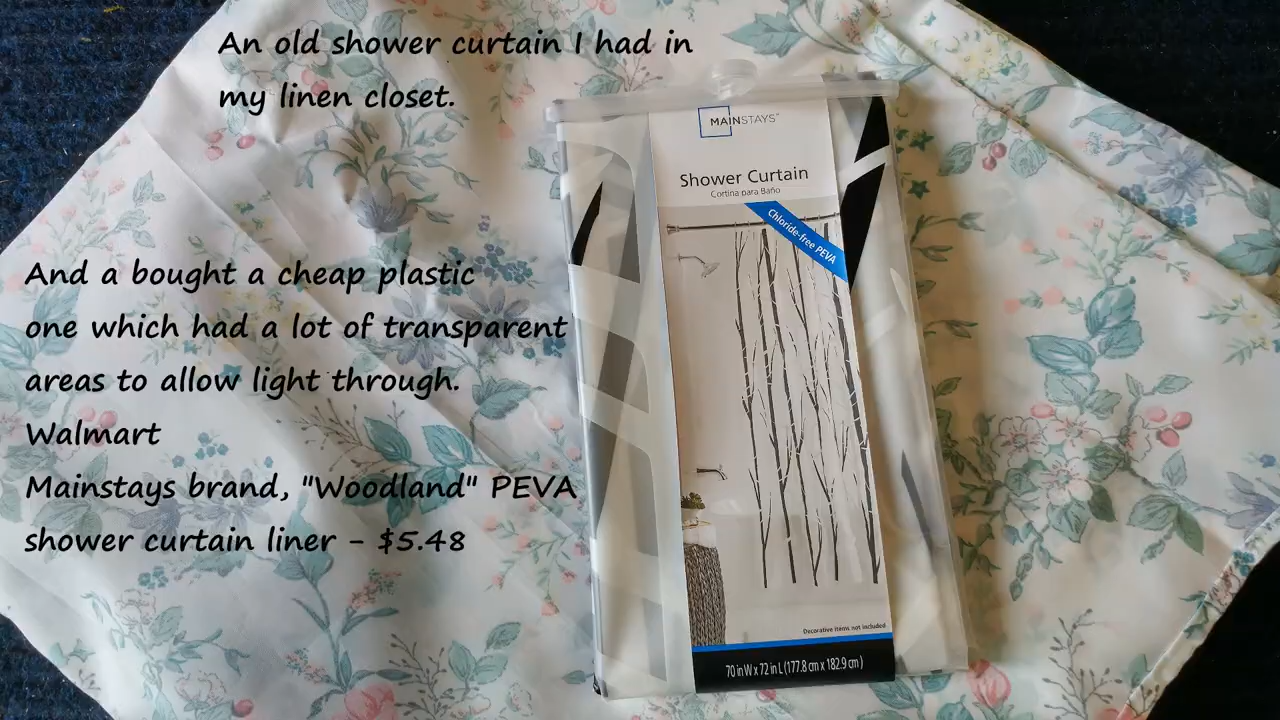 An old shower curtain I had in
my linen closet.
And a bought a cheap plastic
one which had a lot of transparent
areas to allow light through.
Walmart
Mainstays brand, "Woodland" PEVA
shower curtain liner - $5.48
MAINSTAYS™
Shower Curtain
Cortina para Baño
Chloride-free PEVA
Decorative items not included
70 in W x 72 in L (177.8 cm x 182.9 cm)